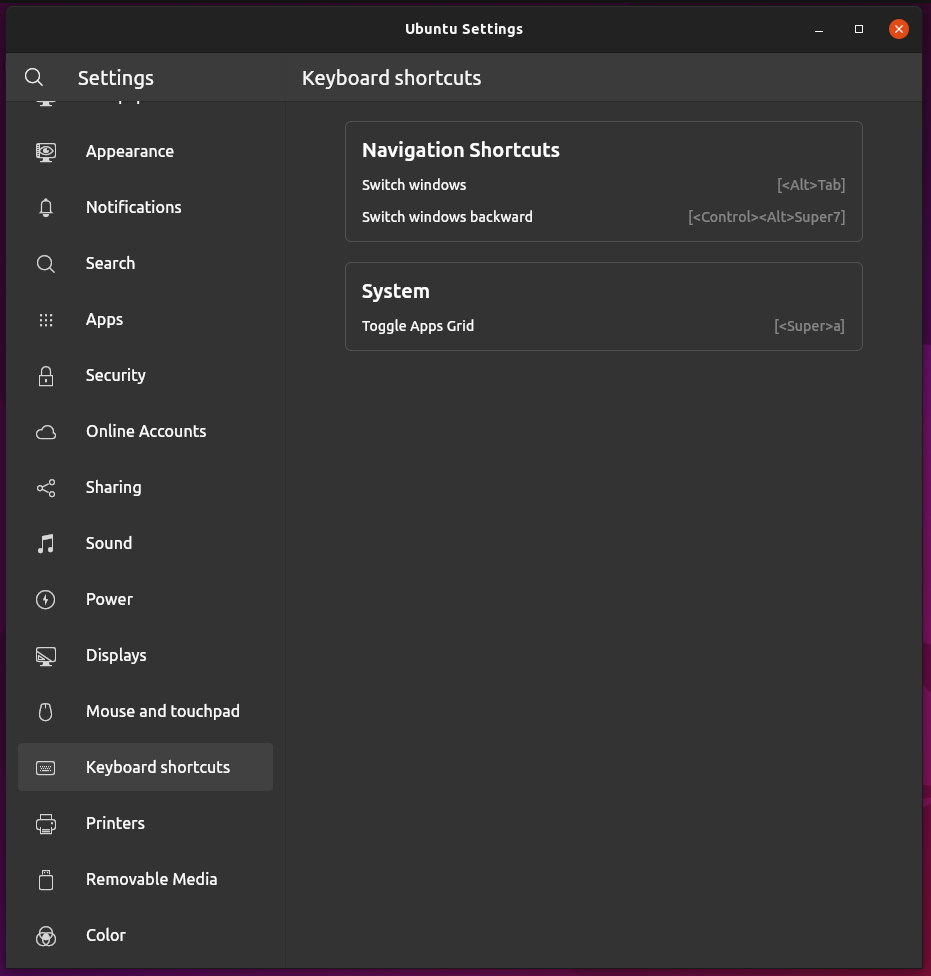 Ubuntu Settings
Settings
Keyboard shortcuts
Appearance
Notifications
Search
Apps
Security
Online Accounts
Sharing
Sound
Power
Displays
Mouse and touchpad
Keyboard shortcuts
Printers
Removable Media
Color
Navigation Shortcuts
Switch windows [<Alt>Tab]
Switch windows backward [<Control><Alt>Super7]
System
Toggle Apps Grid [<Super>a]